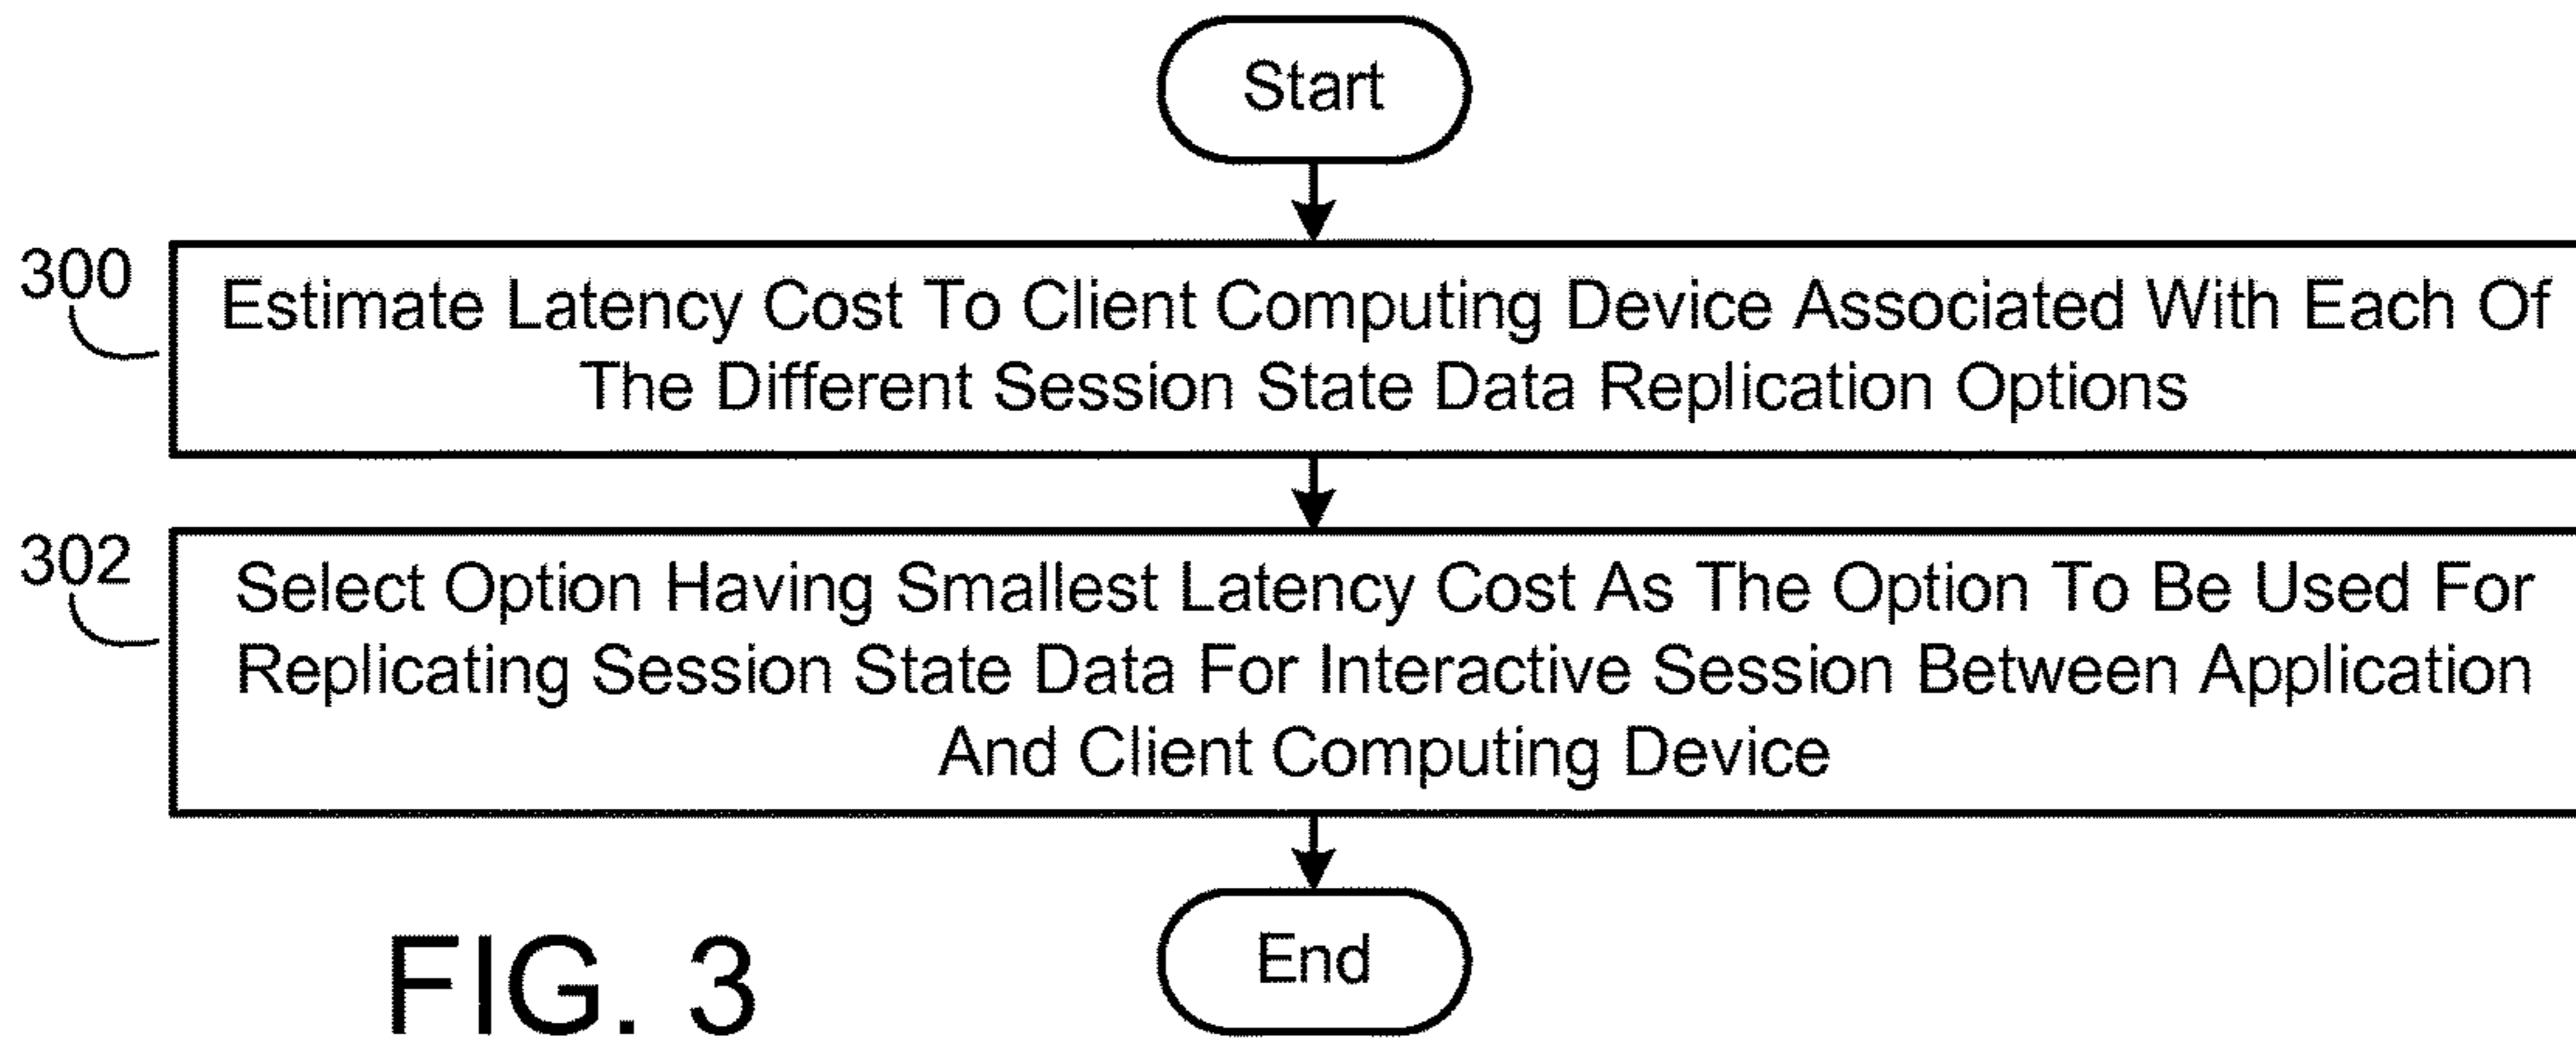 Start
300
Estimate Latency Cost To Client Computing Device Associated With Each Of
The Different Session State Data Replication Options
302
Select Option Having Smallest Latency Cost As The Option To Be Used For
Replicating Session State Data For Interactive Session Between Application
And Client Computing Device
End
FIG. 3